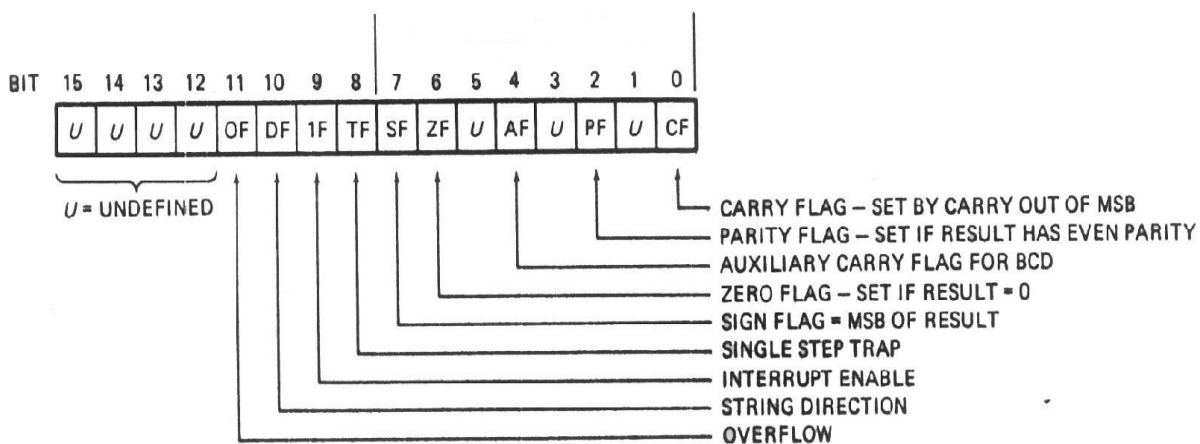 BIT 15 14 13 12 11 10 9 8 7 6 5 4 3 2 1 0
U U U U OF DF 1F TF SF ZF U AF U PF U CF
U = UNDEFINED
CARRY FLAG – SET BY CARRY OUT OF MSB
PARITY FLAG – SET IF RESULT HAS EVEN PARITY
AUXILIARY CARRY FLAG FOR BCD
ZERO FLAG – SET IF RESULT = 0
SIGN FLAG = MSB OF RESULT
SINGLE STEP TRAP
INTERRUPT ENABLE
STRING DIRECTION
OVERFLOW